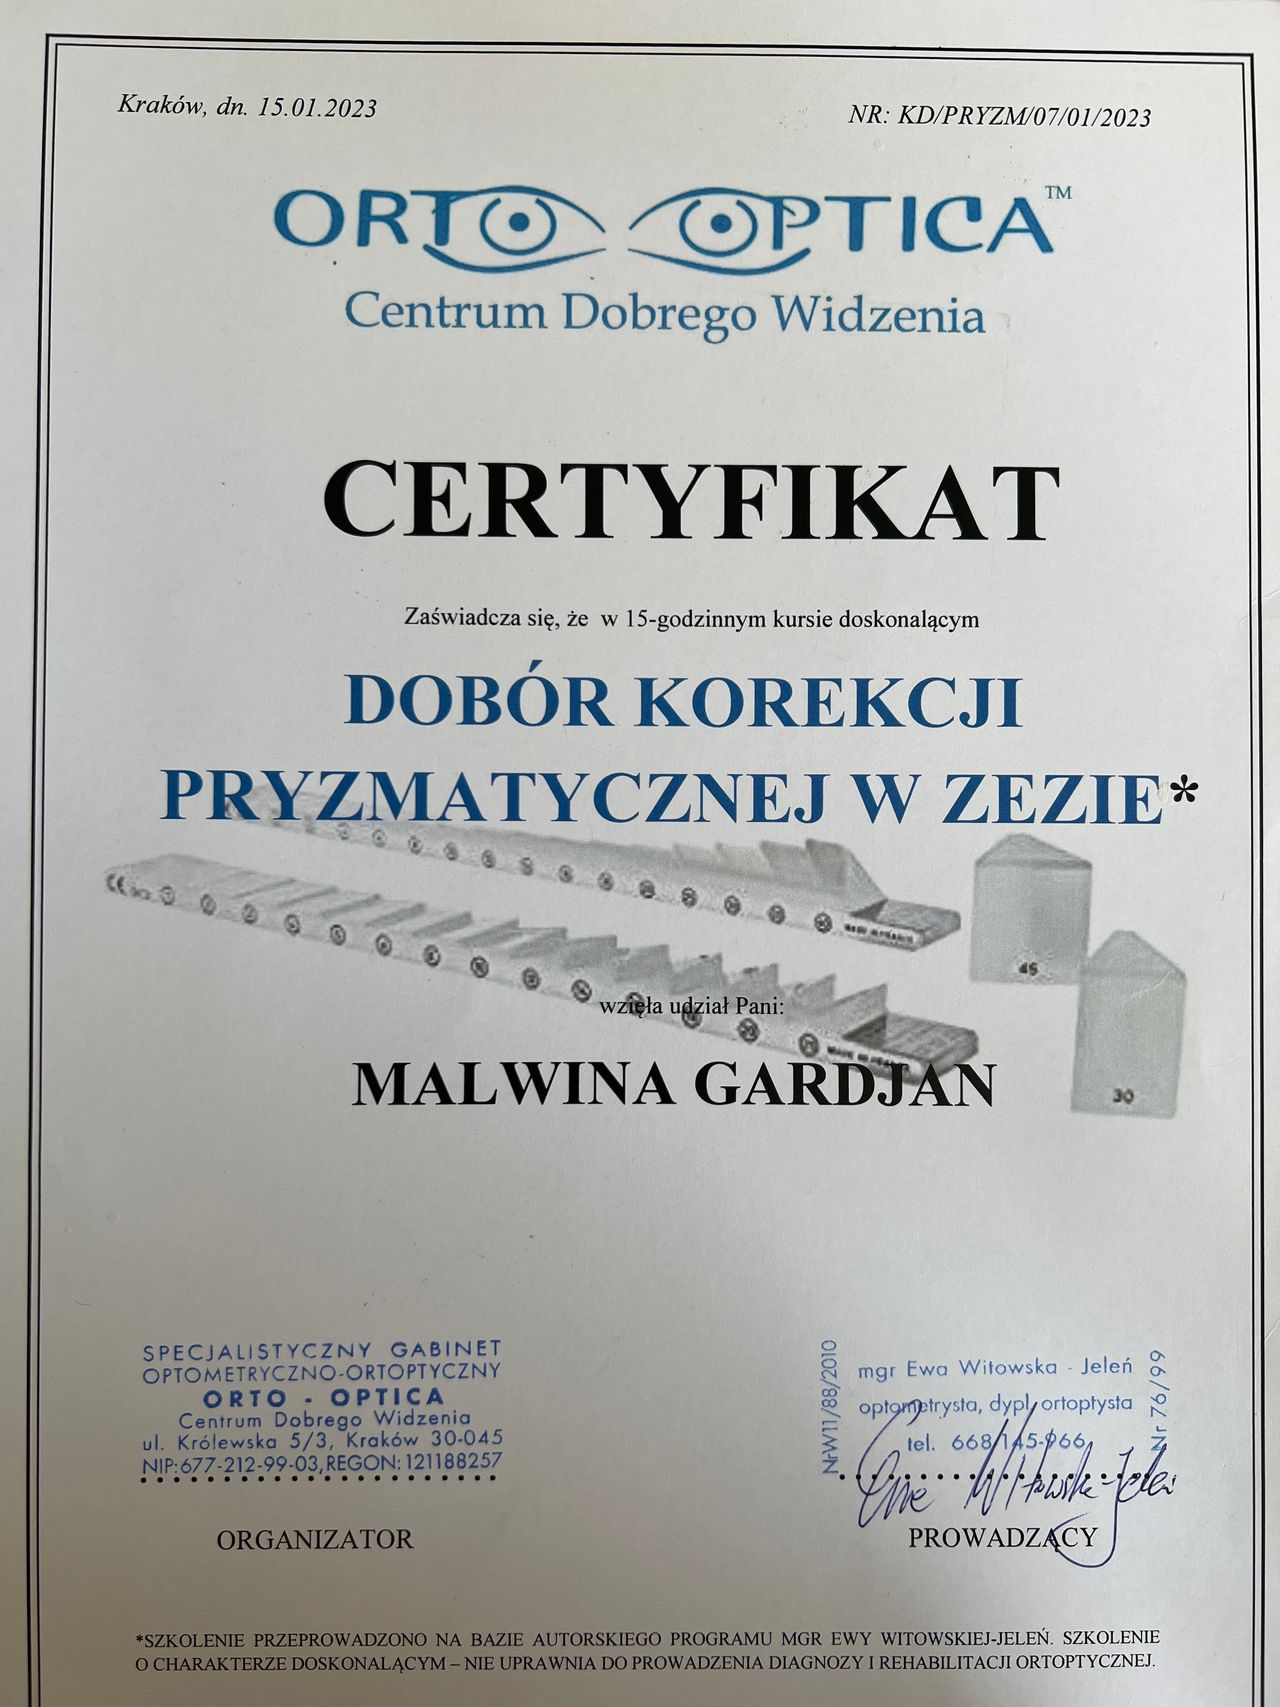 Kraków, dn. 15.01.2023
NR: KD/PRYZM/07/01/2023
ORTO OPTICA™
Centrum Dobrego Widzenia
CERTYFIKAT
Zaświadcza się, że w 15-godzinnym kursie doskonalącym
DOBÓR KOREKCJI
PRYZMATYCZNEJ W ZEZIE*
45
30
wzięła udział Pani:
MALWINA GARDJAN
SPECJALISTYCZNY GABINET
OPTOMETRYCZNO-ORTOPTYCZNY
ORTO - OPTICA
Centrum Dobrego Widzenia
ul. Królewska 5/3, Kraków 30-045
NIP:677-212-99-03,REGON:121188257
ORGANIZATOR
NrW11/88/2010
mgr Ewa Witowska - Jeleń
optometrysta, dypl. ortoptysta
tel. 668/145-966
Nr 76/99
Ewa Witowska-Jeleń
PROWADZĄCY
*SZKOLENIE PRZEPROWADZONO NA BAZIE AUTORSKIEGO PROGRAMU MGR EWY WITOWSKIEJ-JELEŃ. SZKOLENIE
O CHARAKTERZE DOSKONALĄCYM – NIE UPRAWNIA DO PROWADZENIA DIAGNOZY I REHABILITACJI ORTOPTYCZNEJ.